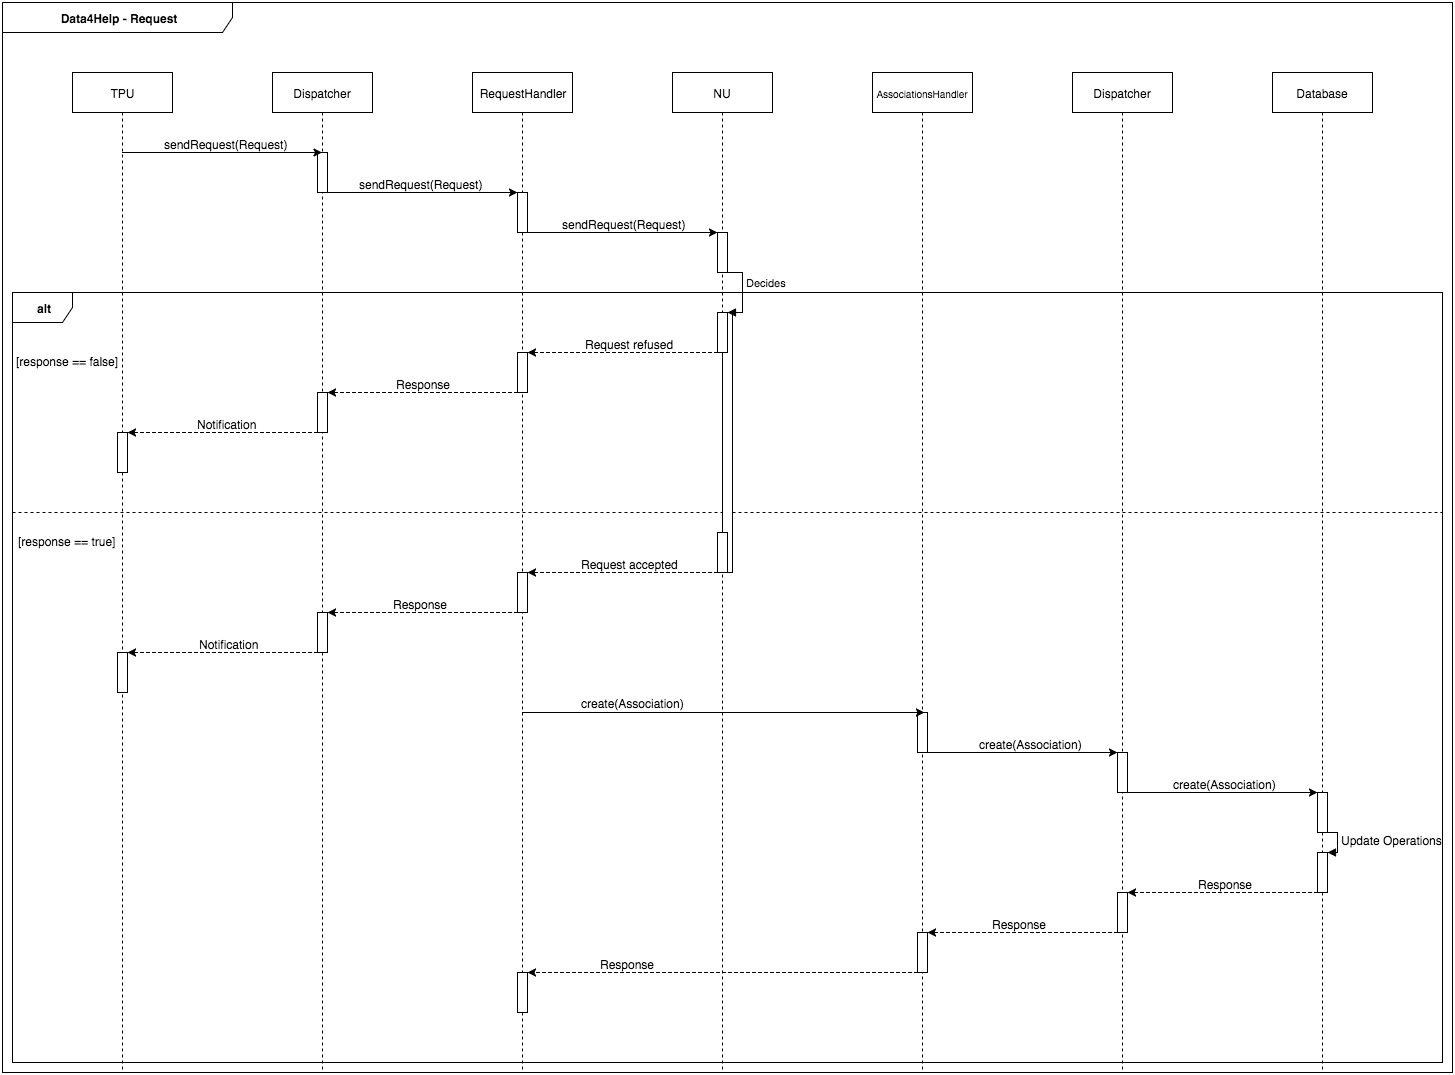 Data4Help - Request
TPU
Dispatcher
RequestHandler
NU
AssociationsHandler
Dispatcher
Database
sendRequest(Request)
sendRequest(Request)
sendRequest(Request)
Decides
alt
Request refused
[response == false]
Response
Notification
[response == true]
Request accepted
Response
Notification
create(Association)
create(Association)
create(Association)
Update Operations
Response
Response
Response